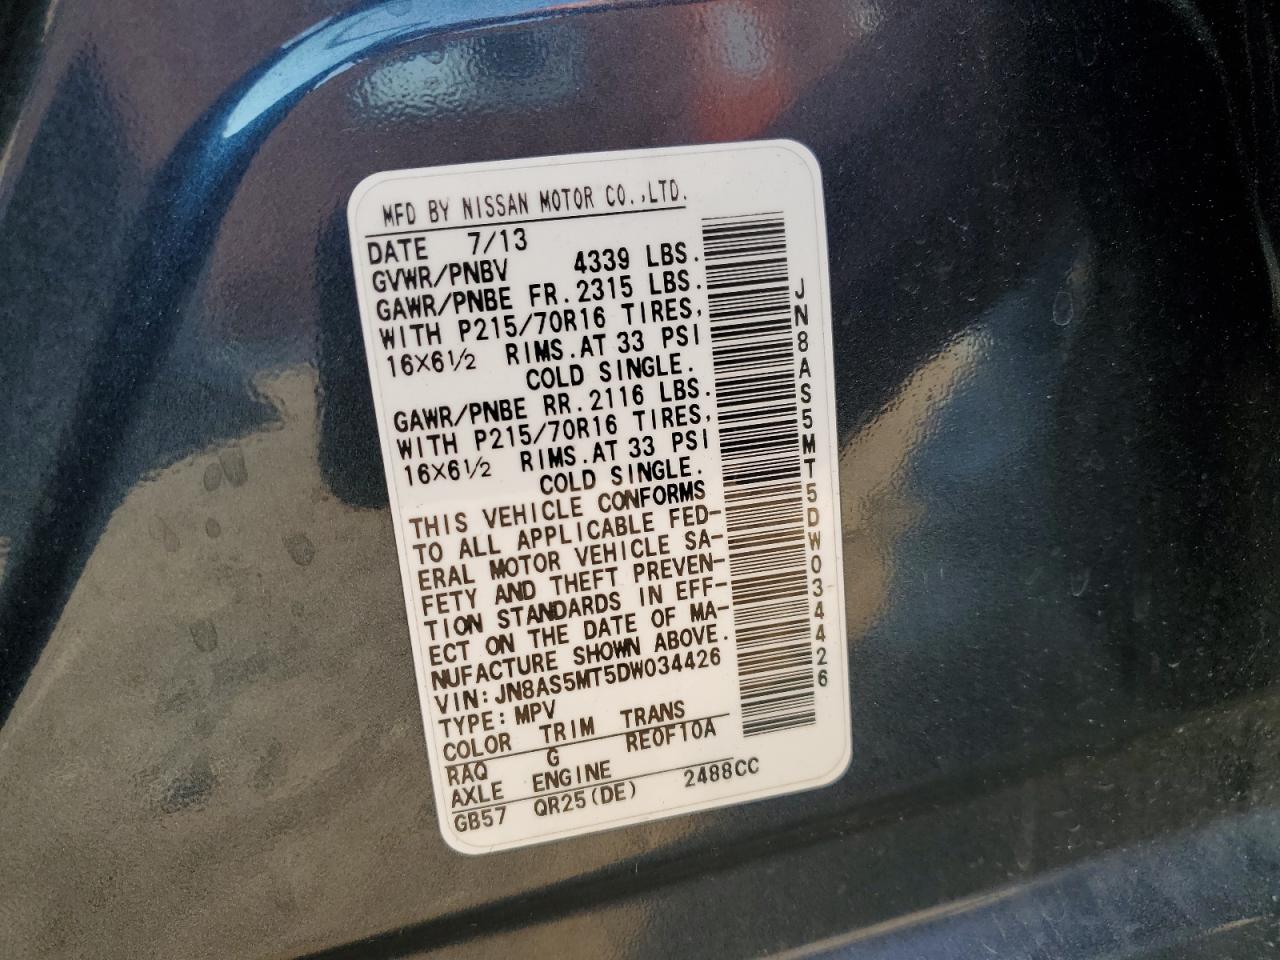 MFD BY NISSAN MOTOR CO.,LTD.
DATE 7/13
GVWR/PNBV 4339 LBS.
GAWR/PNBE FR.2315 LBS.
WITH P215/70R16 TIRES,
16X6½ RIMS.AT 33 PSI
COLD SINGLE.
GAWR/PNBE RR.2116 LBS.
WITH P215/70R16 TIRES,
16X6½ RIMS.AT 33 PSI
COLD SINGLE.
THIS VEHICLE CONFORMS
TO ALL APPLICABLE FED-
ERAL MOTOR VEHICLE SA-
FETY AND THEFT PREVEN-
TION STANDARDS IN EFF-
ECT ON THE DATE OF MA-
NUFACTURE SHOWN ABOVE.
VIN:JN8AS5MT5DW034426
TYPE:MPV
COLOR TRIM TRANS
RAQ G RE0F10A
AXLE ENGINE
GB57 QR25(DE) 2488CC
JN8AS5MT5DW034426